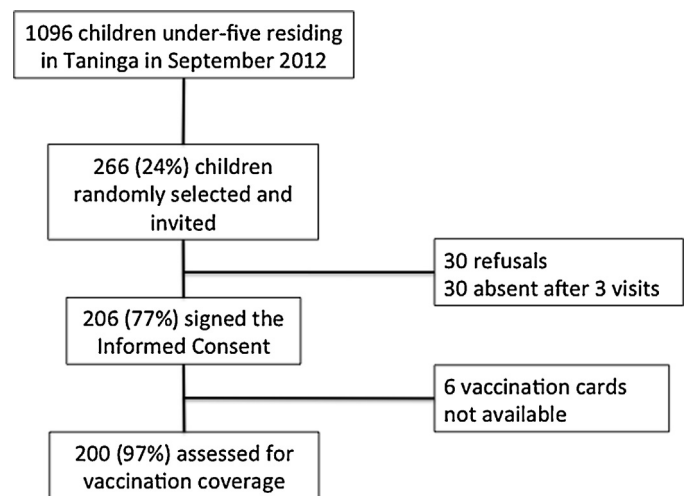 1096 children under-five residing
in Taninga in September 2012
266 (24%) children
randomly selected and
invited
30 refusals
30 absent after 3 visits
206 (77%) signed the
Informed Consent
6 vaccination cards
not available
200 (97%) assessed for
vaccination coverage